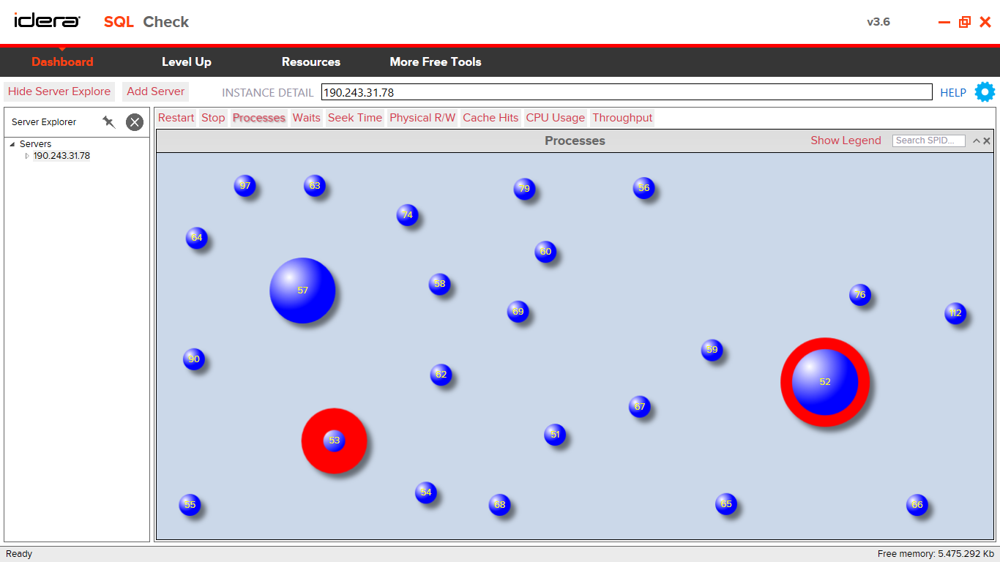 idera SQL Check v3.6
Dashboard Level Up Resources More Free Tools
Hide Server Explore Add Server INSTANCE DETAIL 190.243.31.78 HELP
Server Explorer
Servers
190.243.31.78
Restart Stop Processes Waits Seek Time Physical R/W Cache Hits CPU Usage Throughput
Processes Show Legend Search SPID...
97 63 79 56
74
64
60
58
57
76
69
112
59
90
62
52
67
51
53
54
55 68 65 66
Ready Free memory: 5.475.292 Kb